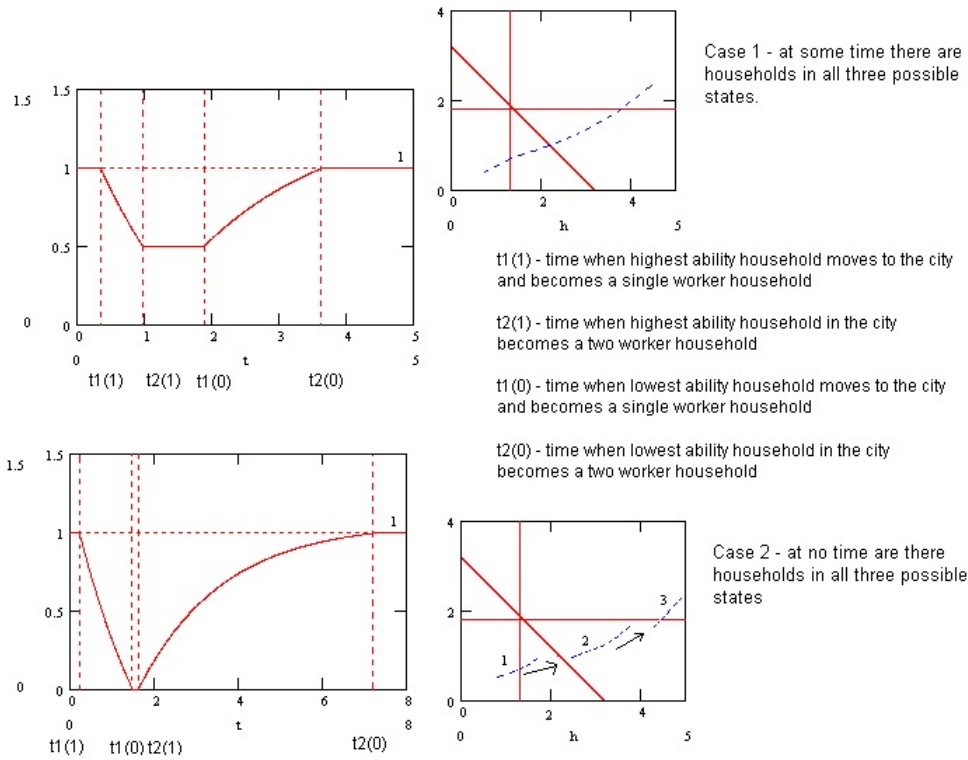 1.5
1.5
1
1
0.5
0
0
0 1 2 3 4 5
0 t 5
t1(1) t2(1) t1(0) t2(0)
4
2
0
0 2 4
0 h 5
Case 1 - at some time there are
households in all three possible
states.
t1(1) - time when highest ability household moves to the city
and becomes a single worker household
t2(1) - time when highest ability household in the city
becomes a two worker household
t1(0) - time when lowest ability household moves to the city
and becomes a single worker household
t2(0) - time when lowest ability household in the city
becomes a two worker household
1.5
1.5
1
1
0.5
0
0
0 2 4 6 8
0 t 8
t1(1) t1(0) t2(1) t2(0)
4
2
0
1
2
3
0 2 4
0 h 5
Case 2 - at no time are there
households in all three possible
states